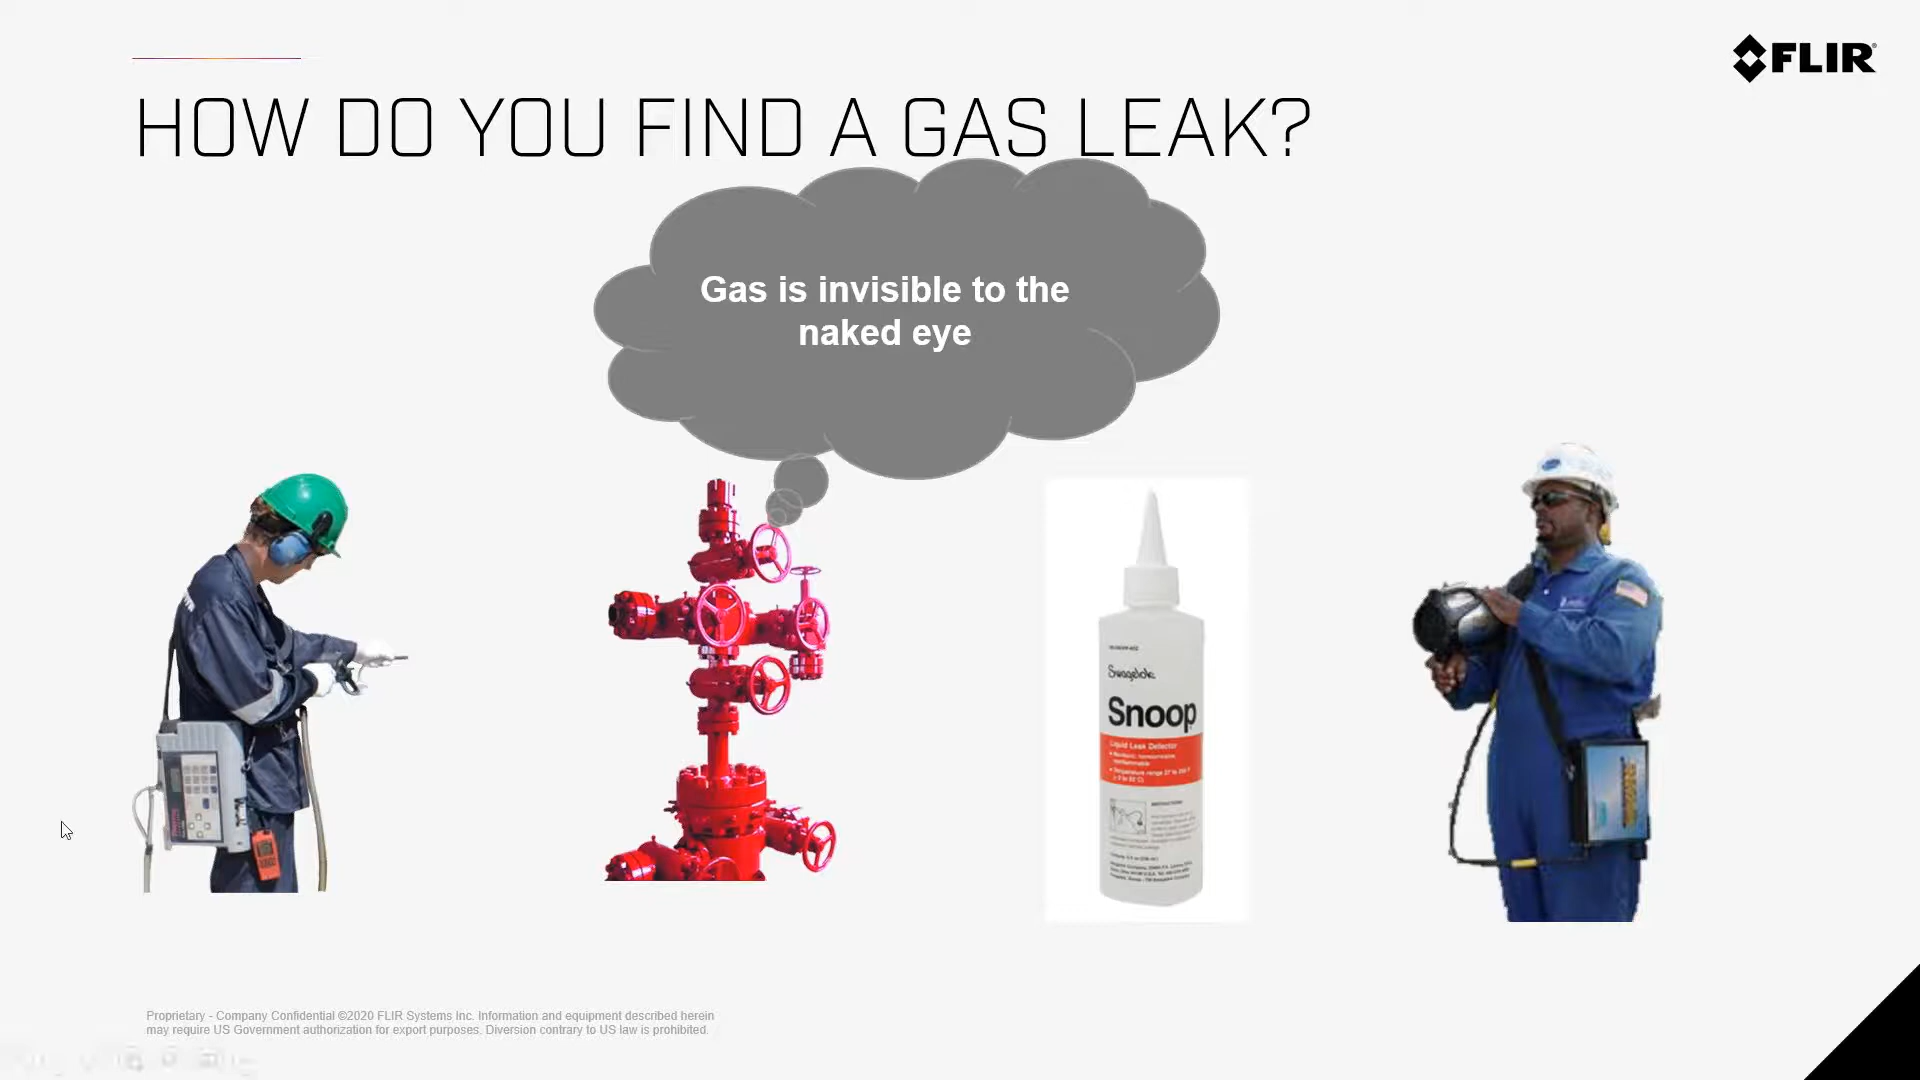 FLIR
HOW DO YOU FIND A GAS LEAK?
Gas is invisible to the
naked eye
Swagelok
Snoop
Liquid Leak Detector
Proprietary - Company Confidential ©2020 FLIR Systems Inc. Information and equipment described herein
may require US Government authorization for export purposes. Diversion contrary to US law is prohibited.